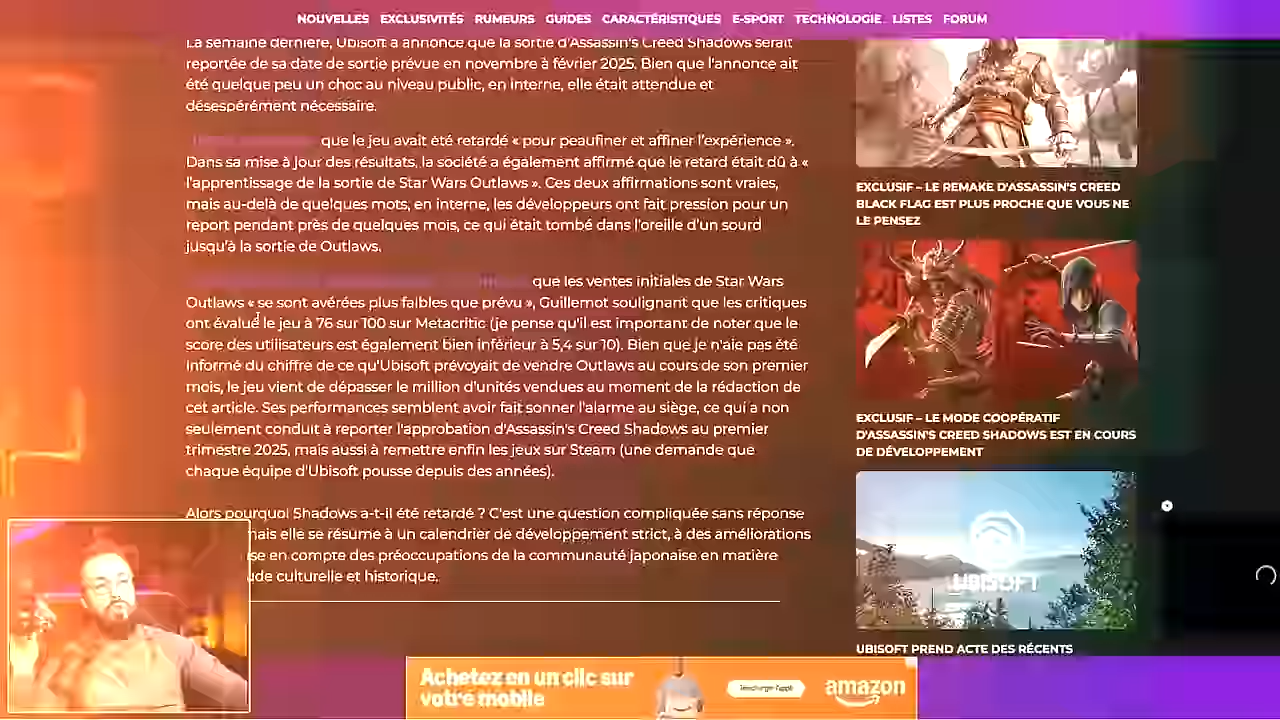 NOUVELLES EXCLUSIVITÉS RUMEURS GUIDES CARACTÉRISTIQUES E-SPORT TECHNOLOGIE LISTES FORUM
La semaine dernière, Ubisoft a annoncé que la sortie d'Assassin's Creed Shadows serait
reportée de sa date de sortie prévue en novembre à février 2025. Bien que l'annonce ait
été quelque peu un choc au niveau public, en interne, elle était attendue et
désespérément nécessaire.
que le jeu avait été retardé « pour peaufiner et affiner l'expérience ».
Dans sa mise à jour des résultats, la société a également affirmé que le retard était dû à «
l'apprentissage de la sortie de Star Wars Outlaws ». Ces deux affirmations sont vraies,
mais au-delà de quelques mots, en interne, les développeurs ont fait pression pour un
report pendant près de quelques mois, ce qui était tombé dans l'oreille d'un sourd
jusqu'à la sortie de Outlaws.
que les ventes initiales de Star Wars
Outlaws « se sont avérées plus faibles que prévu », Guillemot soulignant que les critiques
ont évalué le jeu à 76 sur 100 sur Metacritic (je pense qu'il est important de noter que le
score des utilisateurs est également bien inférieur à 5,4 sur 10). Bien que je n'aie pas été
informé du chiffre de ce qu'Ubisoft prévoyait de vendre Outlaws au cours de son premier
mois, le jeu vient de dépasser le million d'unités vendues au moment de la rédaction de
cet article. Ses performances semblent avoir fait sonner l'alarme au siège, ce qui a non
seulement conduit à reporter l'approbation d'Assassin's Creed Shadows au premier
trimestre 2025, mais aussi à remettre enfin les jeux sur Steam (une demande que
chaque équipe d'Ubisoft pousse depuis des années).
Alors pourquoi Shadows a-t-il été retardé ? C'est une question compliquée sans réponse
mais elle se résume à un calendrier de développement strict, à des améliorations
se en compte des préoccupations de la communauté japonaise en matière
ude culturelle et historique.
EXCLUSIF – LE REMAKE D'ASSASSIN'S CREED
BLACK FLAG EST PLUS PROCHE QUE VOUS NE
LE PENSEZ
EXCLUSIF – LE MODE COOPÉRATIF
D'ASSASSIN'S CREED SHADOWS EST EN COURS
DE DÉVELOPPEMENT
UBISOFT
UBISOFT PREND ACTE DES RÉCENTS
Achetez en un clic sur
votre mobile
Télécharger l'appli
amazon